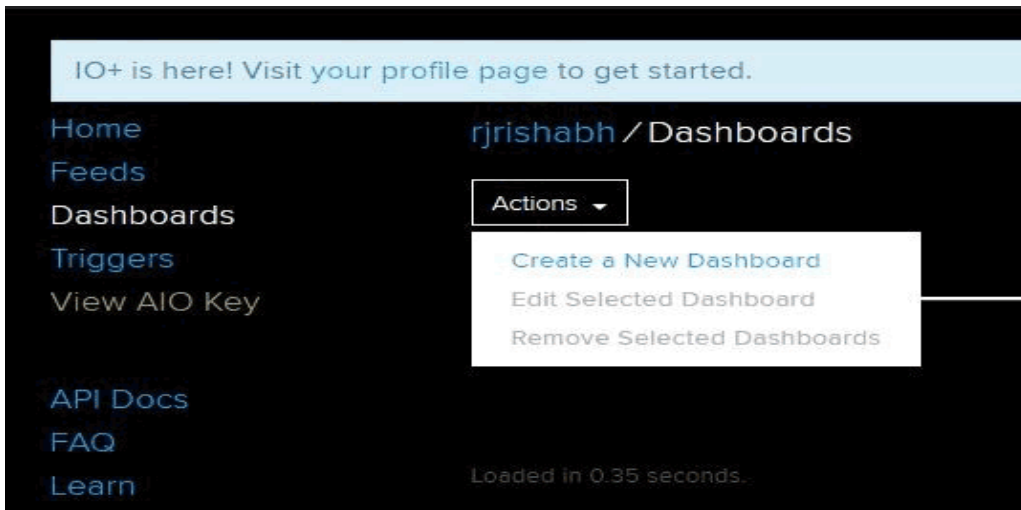 IO+ is here! Visit your profile page to get started.
Home
Feeds
Dashboards
Triggers
View AIO Key
API Docs
FAQ
Learn
rjrishabh / Dashboards
Actions
Create a New Dashboard
Edit Selected Dashboard
Remove Selected Dashboards
Loaded in 0.35 seconds.